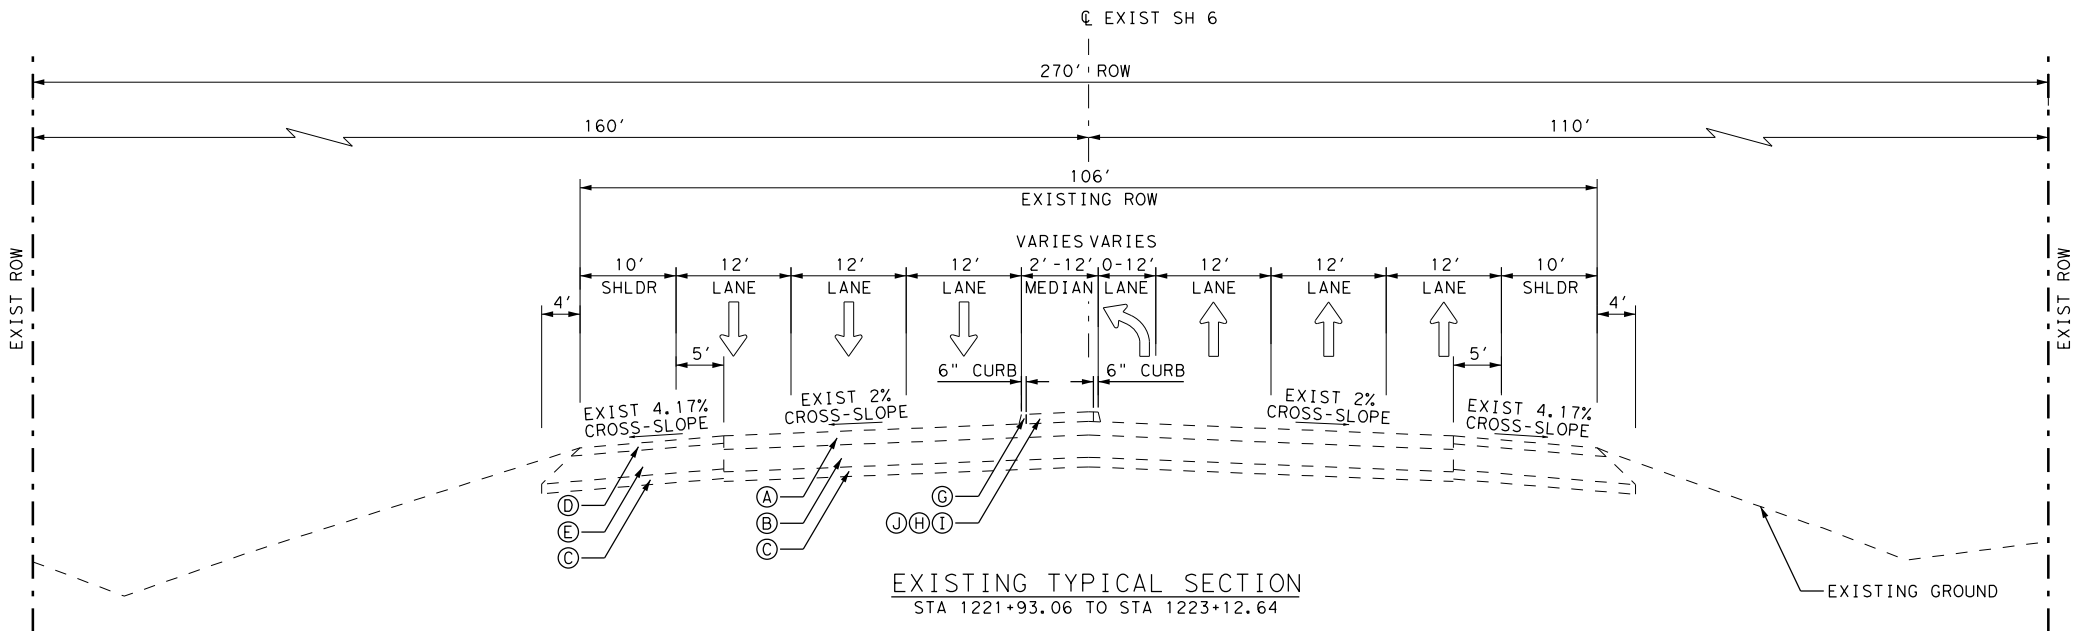 ℄ EXIST SH 6
270' ROW
160'
110'
106'
EXISTING ROW
EXIST ROW
EXIST ROW
VARIES VARIES
10' 12' 12' 12' 2'-12' 0-12' 12' 12' 12' 10'
SHLDR LANE LANE LANE MEDIAN LANE LANE LANE LANE SHLDR
4'
4'
5'
5'
6" CURB
6" CURB
EXIST 4.17%
CROSS-SLOPE
EXIST 2%
CROSS-SLOPE
EXIST 2%
CROSS-SLOPE
EXIST 4.17%
CROSS-SLOPE
D
E
C
A
B
C
G
J H I
EXISTING TYPICAL SECTION
STA 1221+93.06 TO STA 1223+12.64
EXISTING GROUND